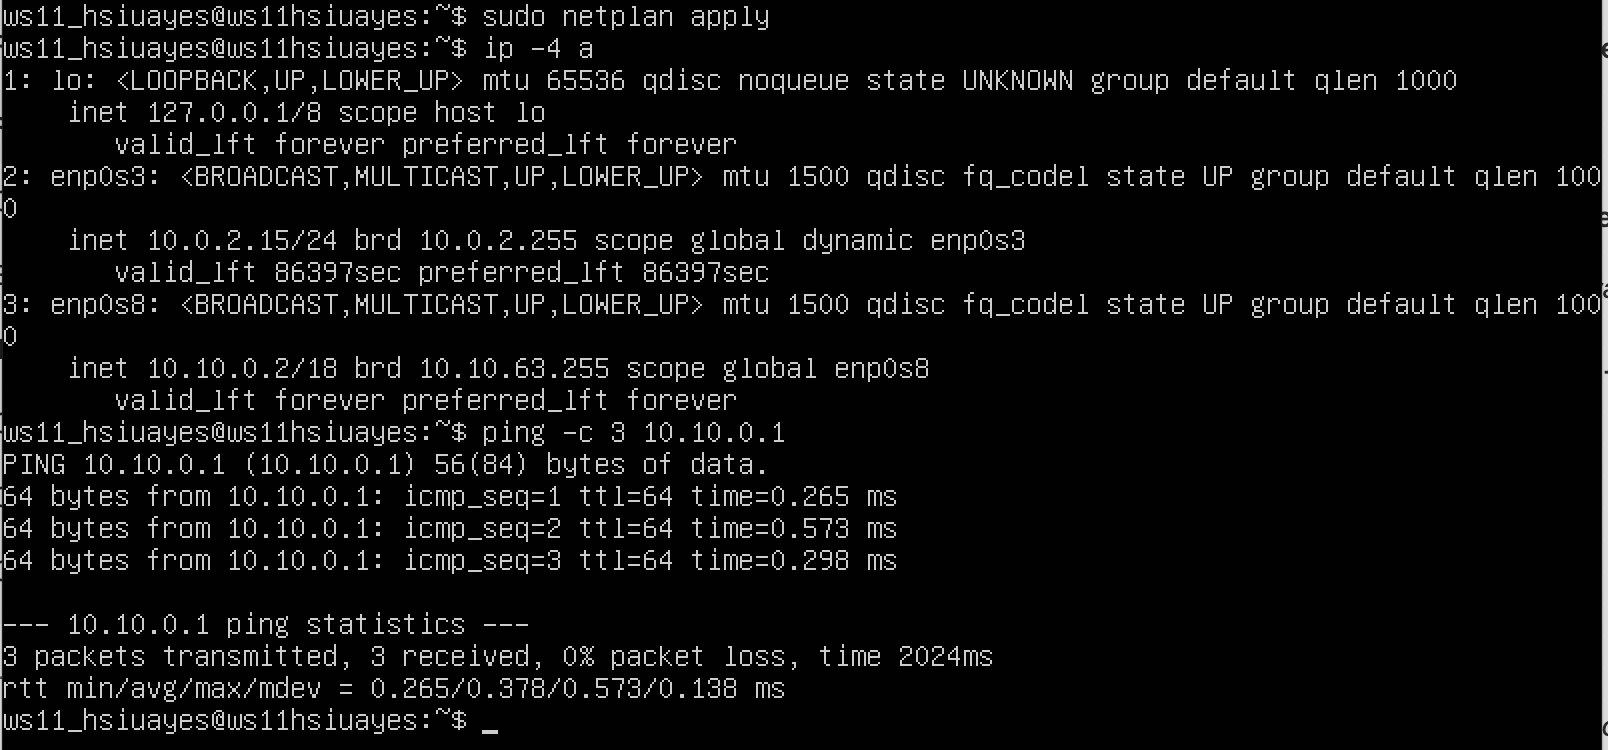 ws11_hsiuayes@ws11hsiuayes:~$ sudo netplan apply
ws11_hsiuayes@ws11hsiuayes:~$ ip -4 a
1: lo: <LOOPBACK,UP,LOWER_UP> mtu 65536 qdisc noqueue state UNKNOWN group default qlen 1000
    inet 127.0.0.1/8 scope host lo
       valid_lft forever preferred_lft forever
2: enp0s3: <BROADCAST,MULTICAST,UP,LOWER_UP> mtu 1500 qdisc fq_codel state UP group default qlen 100
0
    inet 10.0.2.15/24 brd 10.0.2.255 scope global dynamic enp0s3
       valid_lft 86397sec preferred_lft 86397sec
3: enp0s8: <BROADCAST,MULTICAST,UP,LOWER_UP> mtu 1500 qdisc fq_codel state UP group default qlen 100
0
    inet 10.10.0.2/18 brd 10.10.63.255 scope global enp0s8
       valid_lft forever preferred_lft forever
ws11_hsiuayes@ws11hsiuayes:~$ ping -c 3 10.10.0.1
PING 10.10.0.1 (10.10.0.1) 56(84) bytes of data.
64 bytes from 10.10.0.1: icmp_seq=1 ttl=64 time=0.265 ms
64 bytes from 10.10.0.1: icmp_seq=2 ttl=64 time=0.573 ms
64 bytes from 10.10.0.1: icmp_seq=3 ttl=64 time=0.298 ms

--- 10.10.0.1 ping statistics ---
3 packets transmitted, 3 received, 0% packet loss, time 2024ms
rtt min/avg/max/mdev = 0.265/0.378/0.573/0.138 ms
ws11_hsiuayes@ws11hsiuayes:~$ _